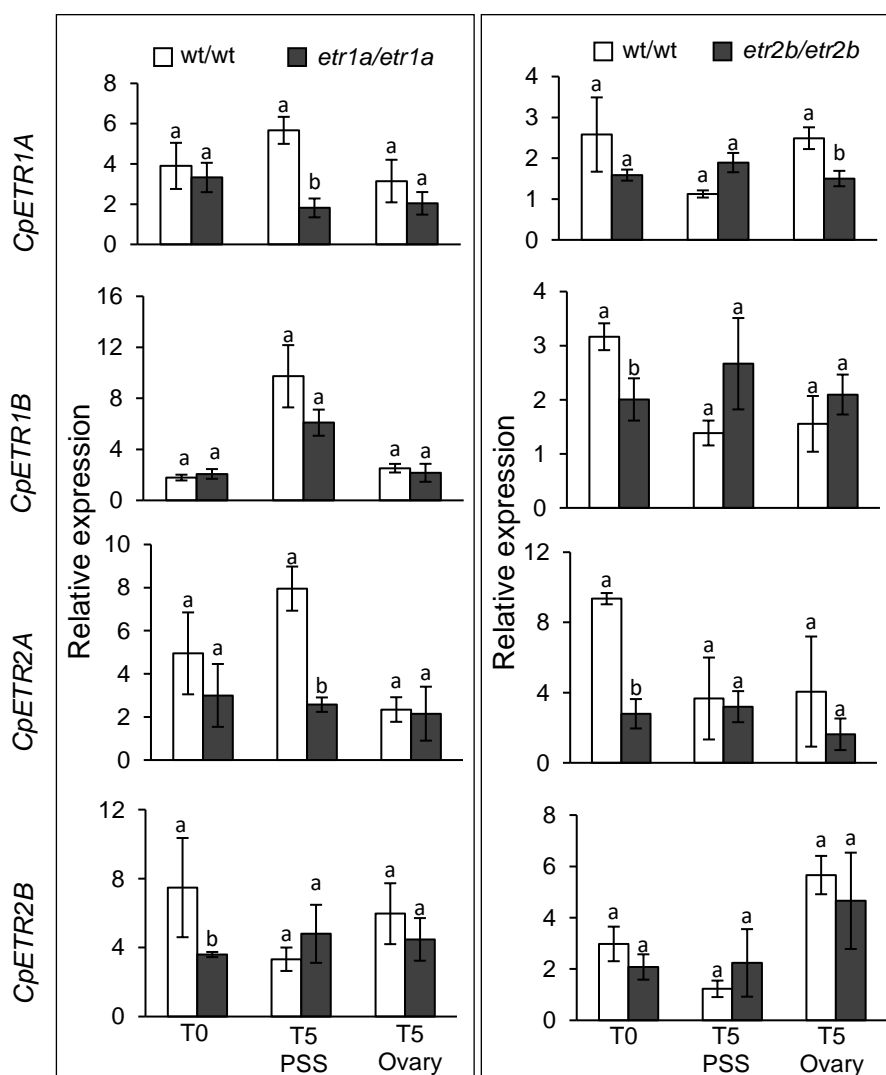 wt/wt etr1a/etr1a
wt/wt etr2b/etr2b
CpETR1A
8
6
4
2
0
a a a b a a
4
3
2
1
0
a a a a a b
CpETR1B
16
12
8
4
0
a a a a a a
4
3
2
1
0
a b a a a a
Relative expression
Relative expression
CpETR2A
10
8
6
4
2
0
a a a b a a
12
8
4
0
a b a a a a
CpETR2B
12
8
4
0
a b a a a a
8
6
4
2
0
a a a a a a
T0 T5 T5
PSS Ovary
T0 T5 T5
PSS Ovary